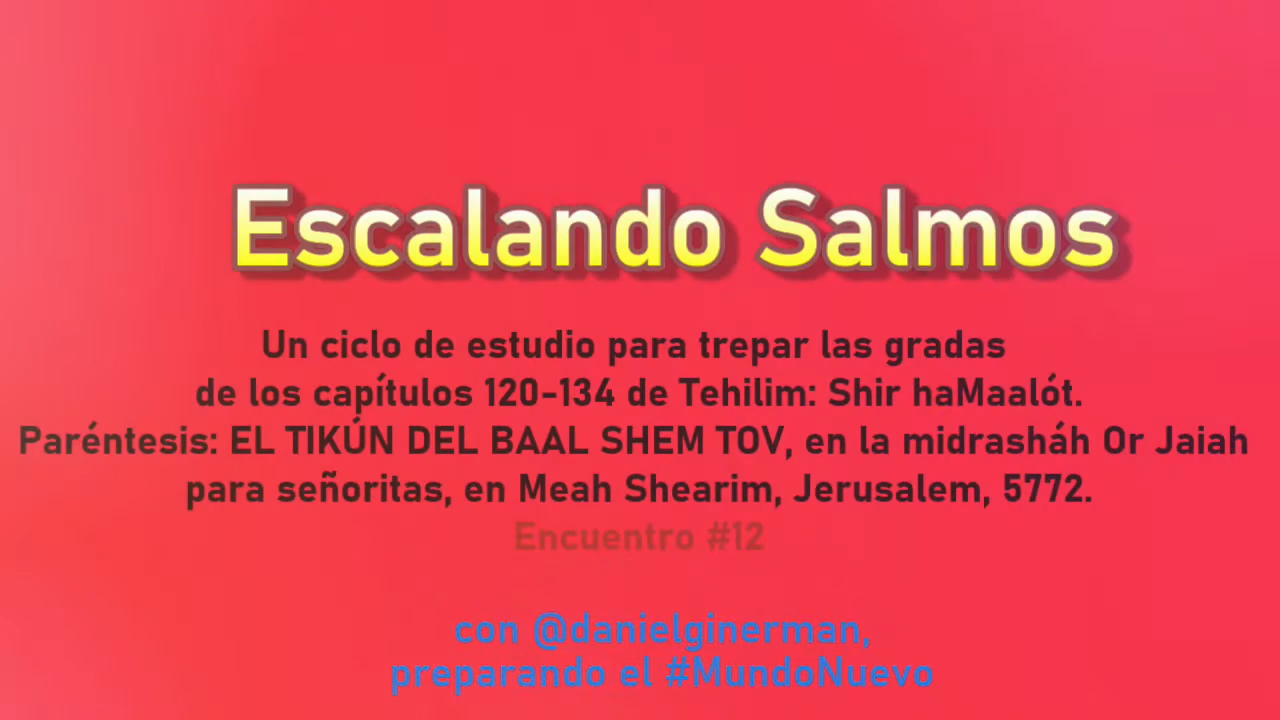 Escalando Salmos
Un ciclo de estudio para trepar las gradas
de los capítulos 120-134 de Tehilim: Shir haMaalót.
Paréntesis: EL TIKÚN DEL BAAL SHEM TOV, en la midrasháh Or Jaiah
para señoritas, en Meah Shearim, Jerusalem, 5772.
Encuentro #12
con @danielginerman,
preparando el #MundoNuevo